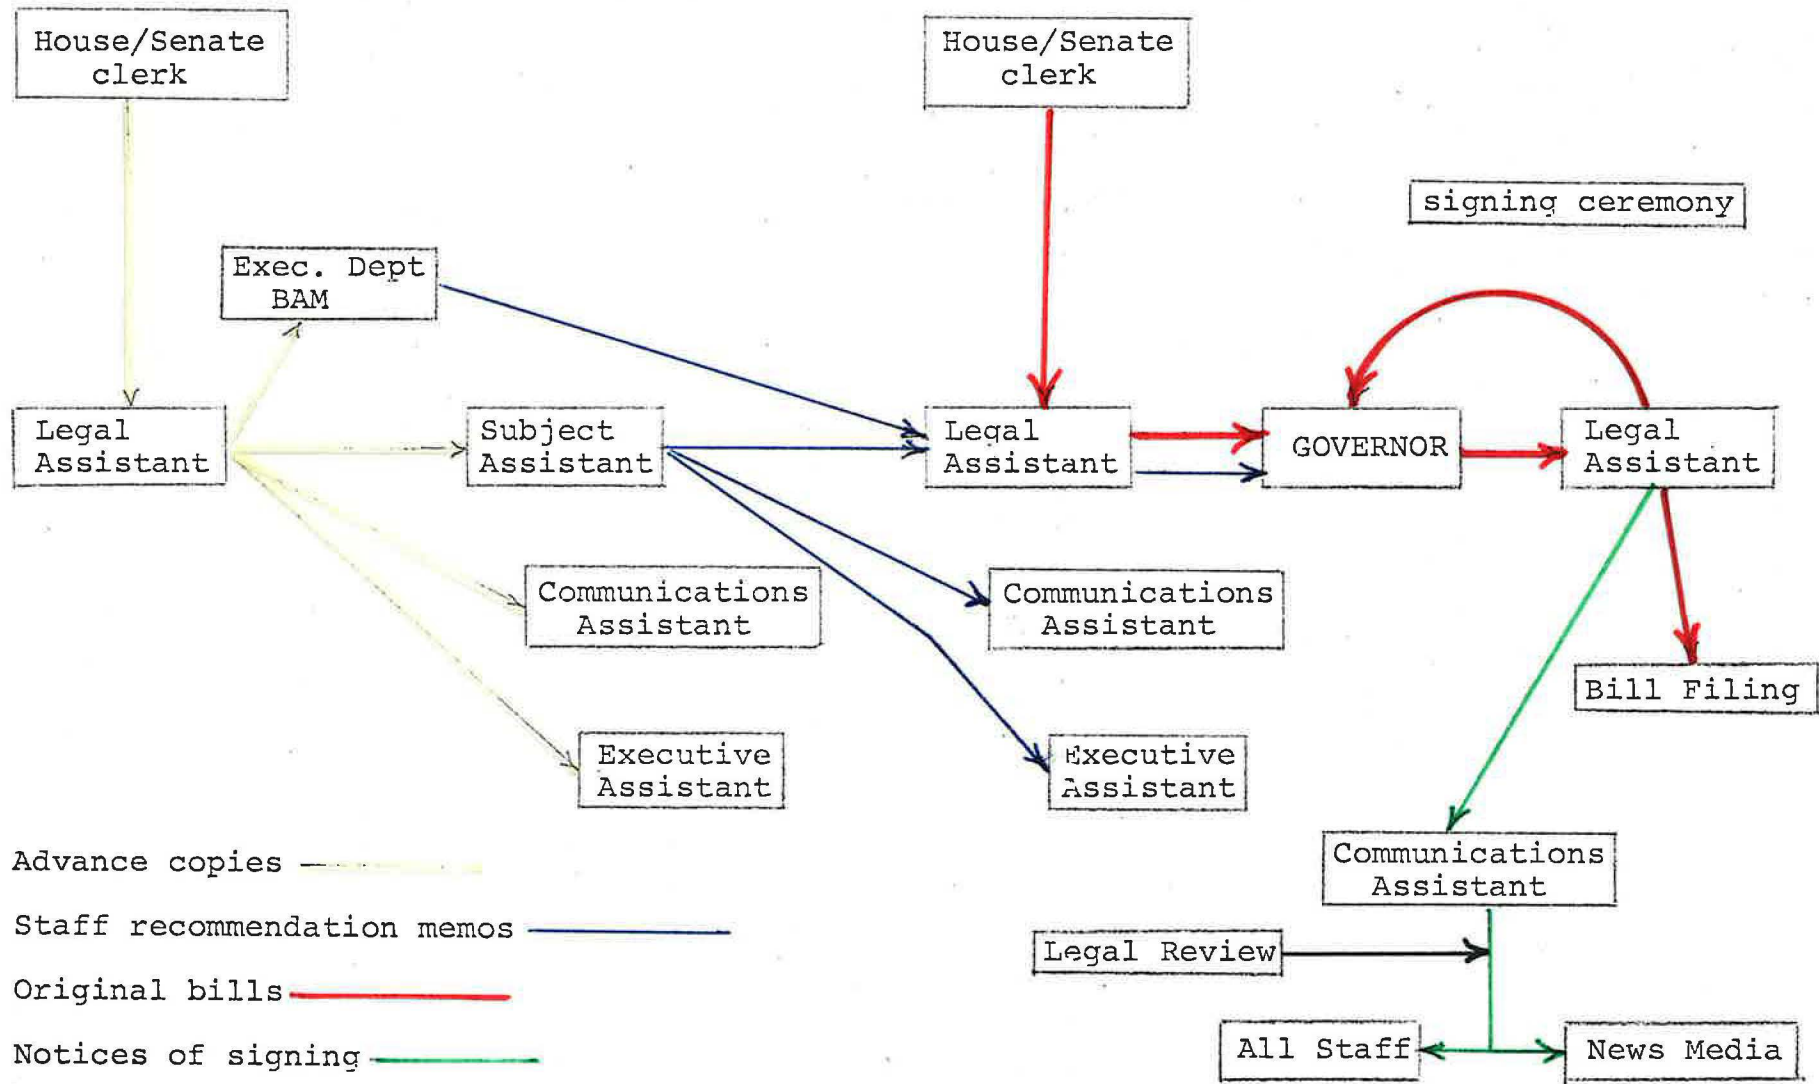 House/Senate
clerk
House/Senate
clerk
signing ceremony
Exec. Dept
BAM
Legal
Assistant
Subject
Assistant
Legal
Assistant
GOVERNOR
Legal
Assistant
Communications
Assistant
Communications
Assistant
Bill Filing
Executive
Assistant
Executive
Assistant
Communications
Assistant
Advance copies
Staff recommendation memos
Legal Review
Original bills
All Staff
News Media
Notices of signing